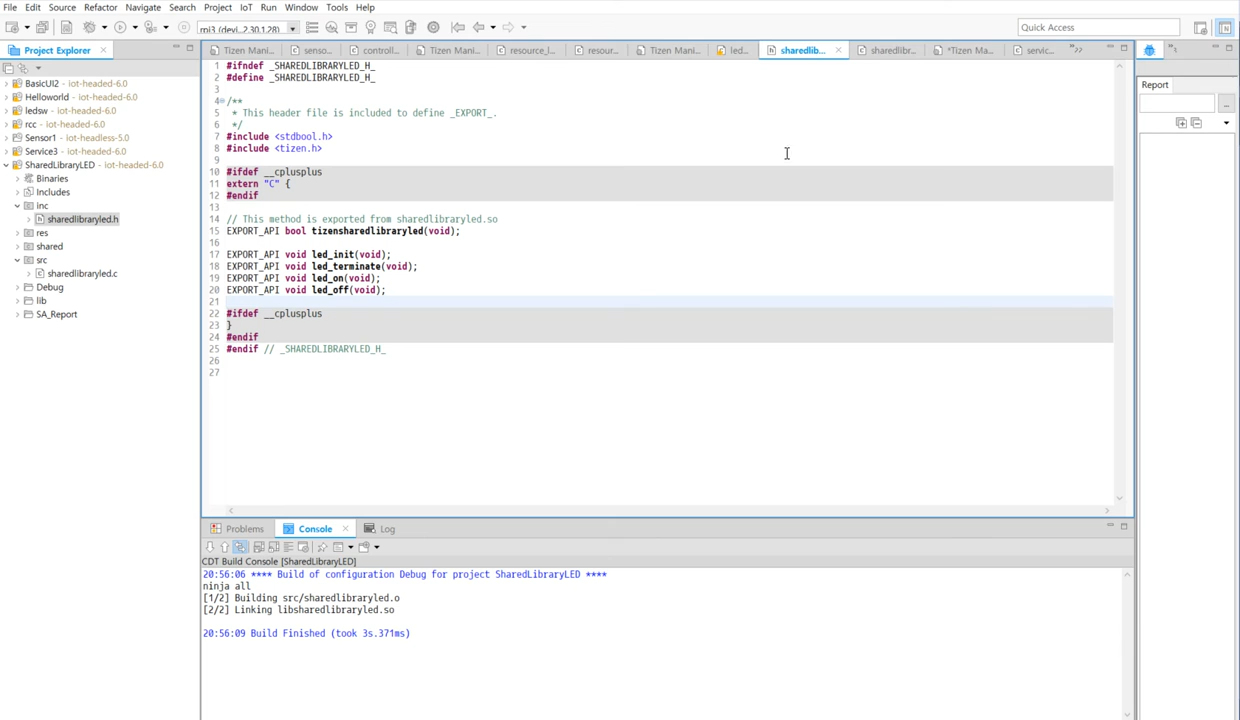 File Edit Source Refactor Navigate Search Project IoT Run Window Tools Help
rpi3 (devi...2.30.1.28)
Quick Access
Project Explorer
BasicUI2 - iot-headed-6.0
Helloworld - iot-headed-6.0
ledsw - iot-headed-6.0
rcc - iot-headed-6.0
Sensor1 - iot-headless-5.0
Service3 - iot-headed-6.0
SharedLibraryLED - iot-headed-6.0
Binaries
Includes
inc
sharedlibraryled.h
res
shared
src
sharedlibraryled.c
Debug
lib
SA_Report
Tizen Mani... senso... controll... Tizen Mani... resource_l... resour... Tizen Mani... led... sharedlib... sharedlibr... *Tizen Ma... servic...
1 #ifndef _SHAREDLIBRARYLED_H_
2 #define _SHAREDLIBRARYLED_H_
3
4 /**
5 * This header file is included to define _EXPORT_.
6 */
7 #include <stdbool.h>
8 #include <tizen.h>
9
10 #ifdef __cplusplus
11 extern "C" {
12 #endif
13
14 // This method is exported from sharedlibraryled.so
15 EXPORT_API bool tizensharedlibraryled(void);
16
17 EXPORT_API void led_init(void);
18 EXPORT_API void led_terminate(void);
19 EXPORT_API void led_on(void);
20 EXPORT_API void led_off(void);
21
22 #ifdef __cplusplus
23 }
24 #endif
25 #endif // _SHAREDLIBRARYLED_H_
26
27
Report
...
Problems Console Log
CDT Build Console [SharedLibraryLED]
20:56:06 **** Build of configuration Debug for project SharedLibraryLED ****
ninja all
[1/2] Building src/sharedlibraryled.o
[2/2] Linking libsharedlibraryled.so
20:56:09 Build Finished (took 3s.371ms)